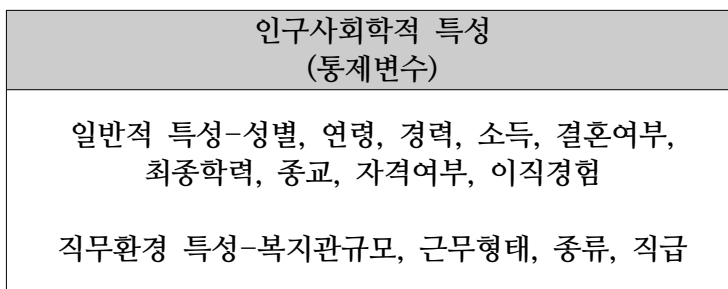 인구사회학적 특성
(통제변수)
일반적 특성-성별, 연령, 경력, 소득, 결혼여부,
최종학력, 종교, 자격여부, 이직경험
직무환경 특성-복지관규모, 근무형태, 종류, 직급